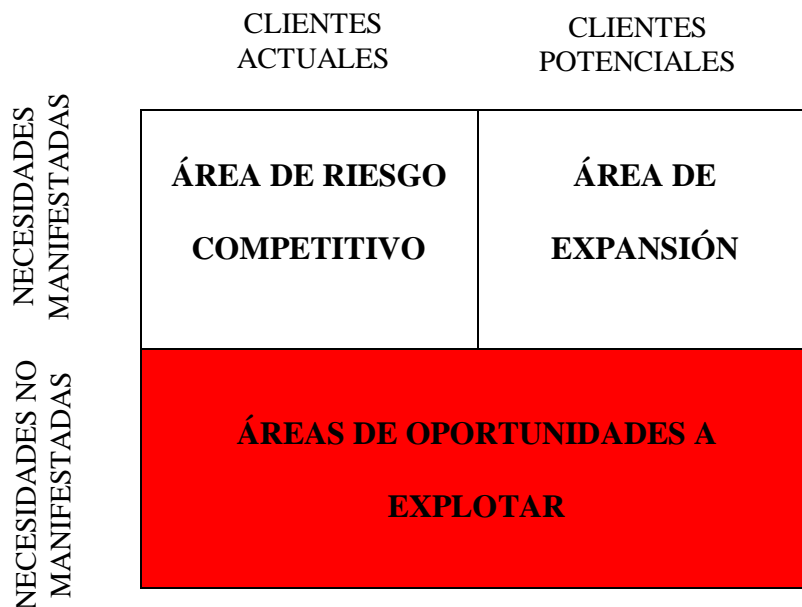 CLIENTES
ACTUALES
CLIENTES
POTENCIALES
NECESIDADES
MANIFESTADAS
ÁREA DE RIESGO
COMPETITIVO
ÁREA DE
EXPANSIÓN
NECESIDADES NO
MANIFESTADAS
ÁREAS DE OPORTUNIDADES A
EXPLOTAR